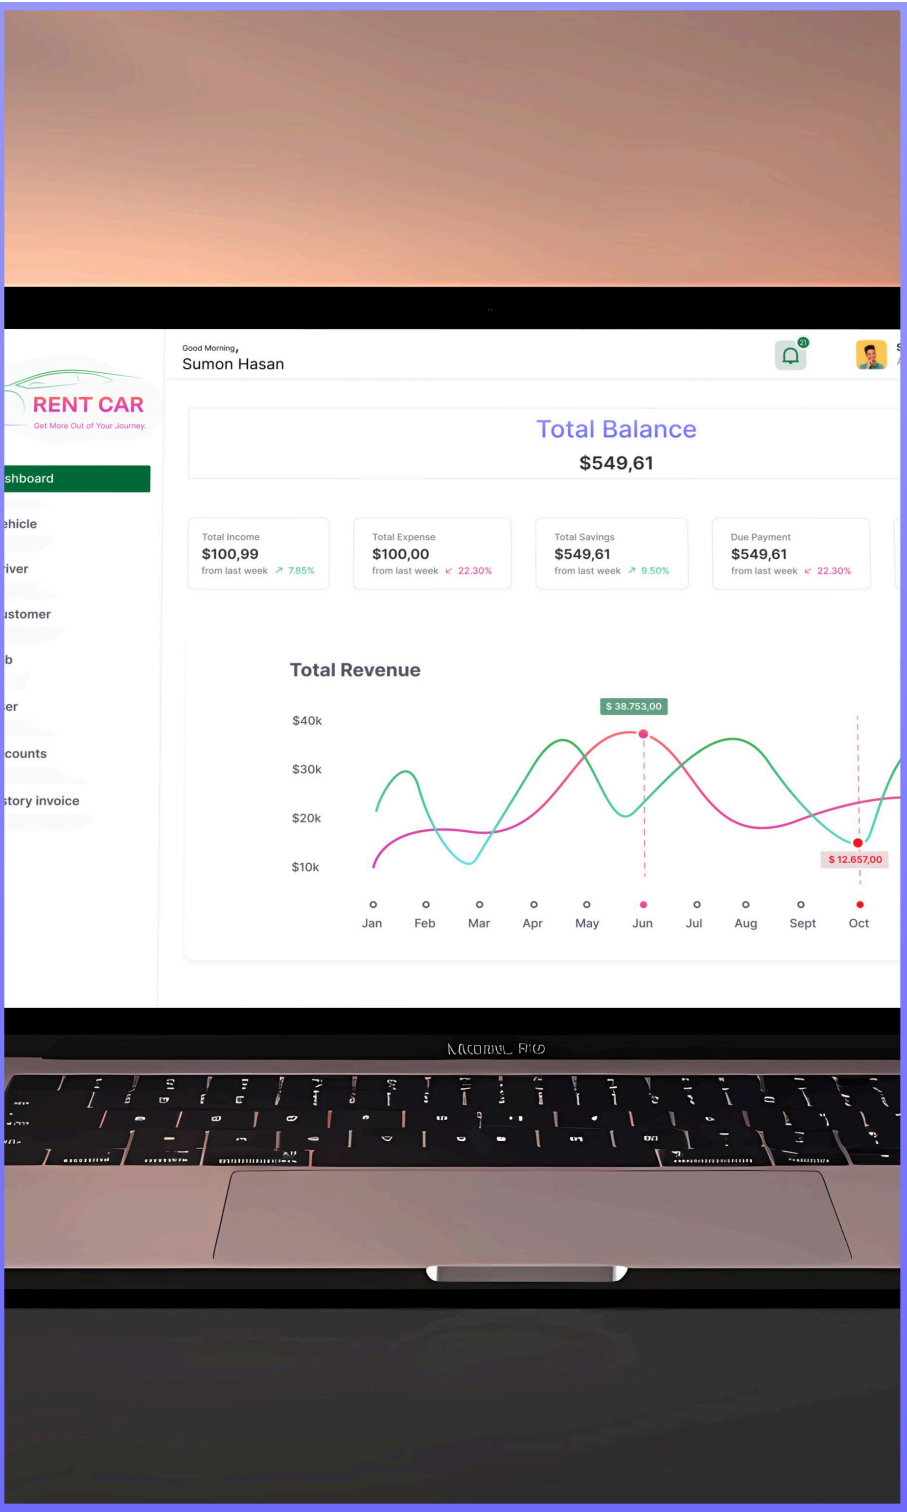 Good Morning,
Sumon Hasan
21
RENT CAR
Get More Out of Your Journey.
shboard
ehicle
river
ustomer
b
ser
counts
story invoice
Total Balance
$549,61
Total Income
$100,99
from last week 7.85%
Total Expense
$100,00
from last week 22.30%
Total Savings
$549,61
from last week 9.50%
Due Payment
$549,61
from last week 22.30%
Total Revenue
$ 38.753,00
$40k
$30k
$20k
$10k
$ 12.657,00
Jan Feb Mar Apr May Jun Jul Aug Sept Oct